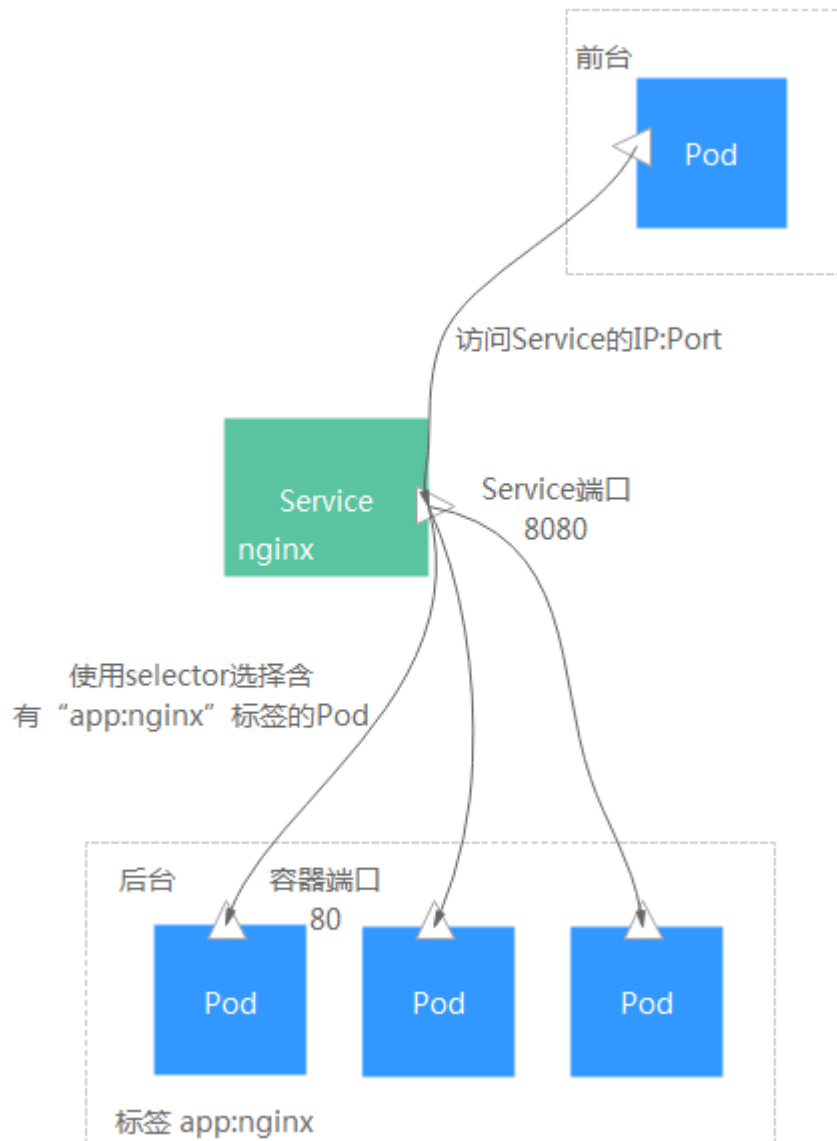 前台
Pod
访问Service的IP:Port
Service
nginx
Service端口
8080
使用selector选择含
有“app:nginx”标签的Pod
后台
容器端口
80
Pod
Pod
Pod
标签 app:nginx